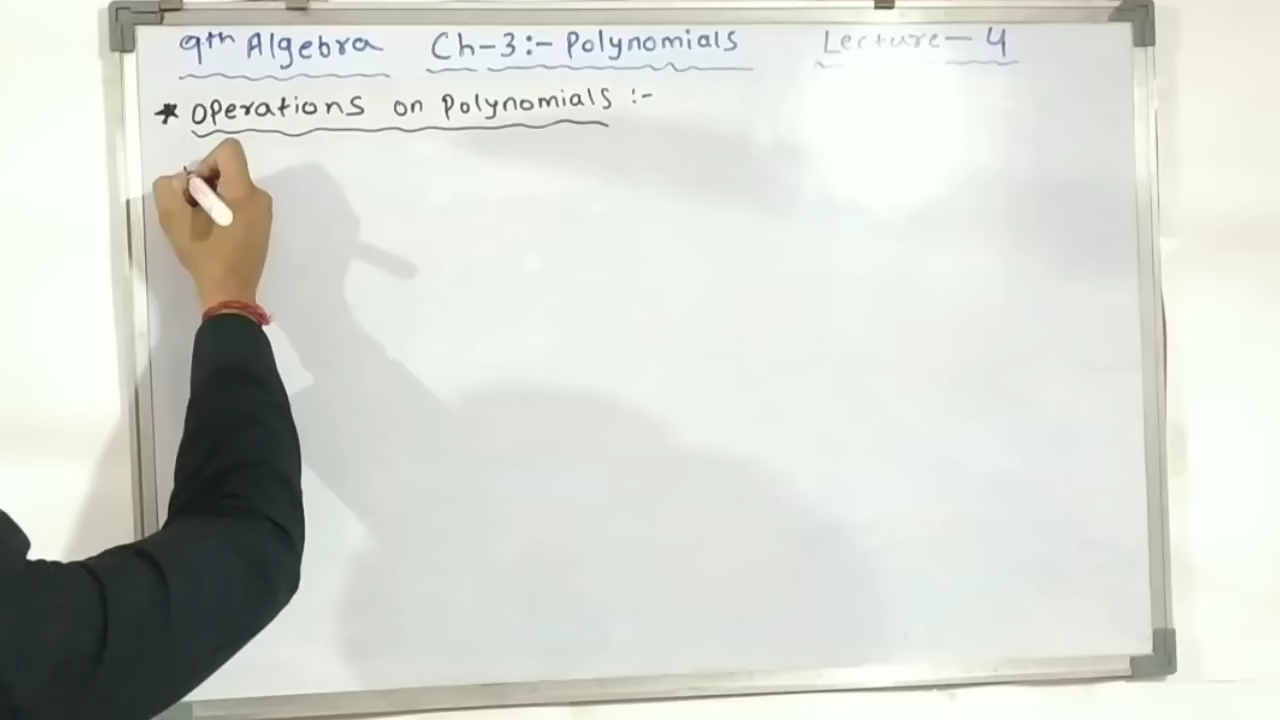 9th Algebra Ch-3:- Polynomials Lecture-4
* Operations on Polynomials :-